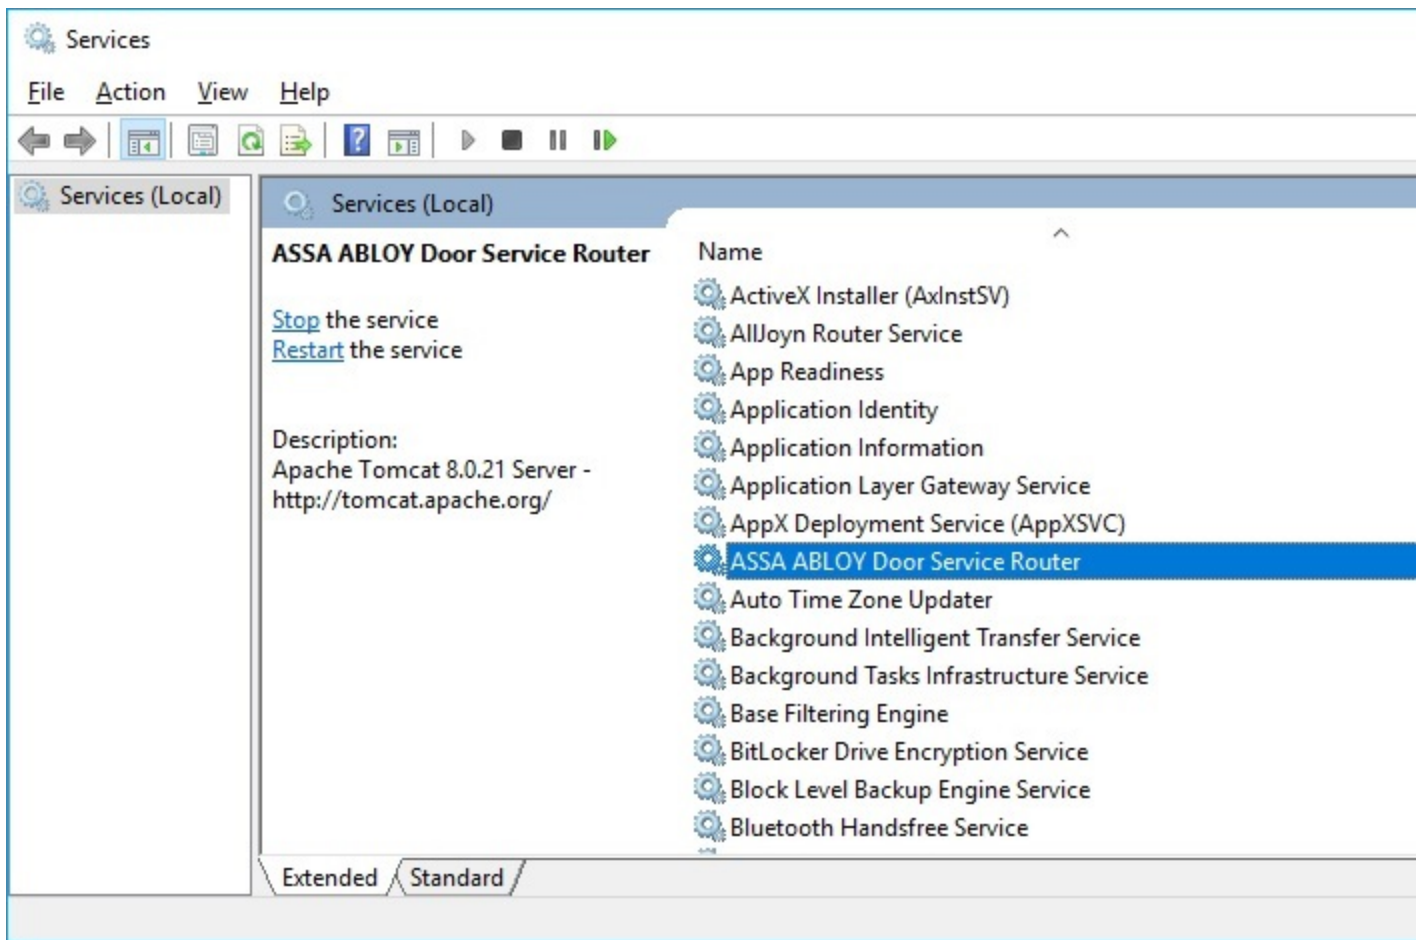 Services
File Action View Help
Services (Local)
Services (Local)
ASSA ABLOY Door Service Router
Stop the service
Restart the service
Description:
Apache Tomcat 8.0.21 Server -
http://tomcat.apache.org/
Name
ActiveX Installer (AxInstSV)
AllJoyn Router Service
App Readiness
Application Identity
Application Information
Application Layer Gateway Service
AppX Deployment Service (AppXSVC)
ASSA ABLOY Door Service Router
Auto Time Zone Updater
Background Intelligent Transfer Service
Background Tasks Infrastructure Service
Base Filtering Engine
BitLocker Drive Encryption Service
Block Level Backup Engine Service
Bluetooth Handsfree Service
Extended Standard